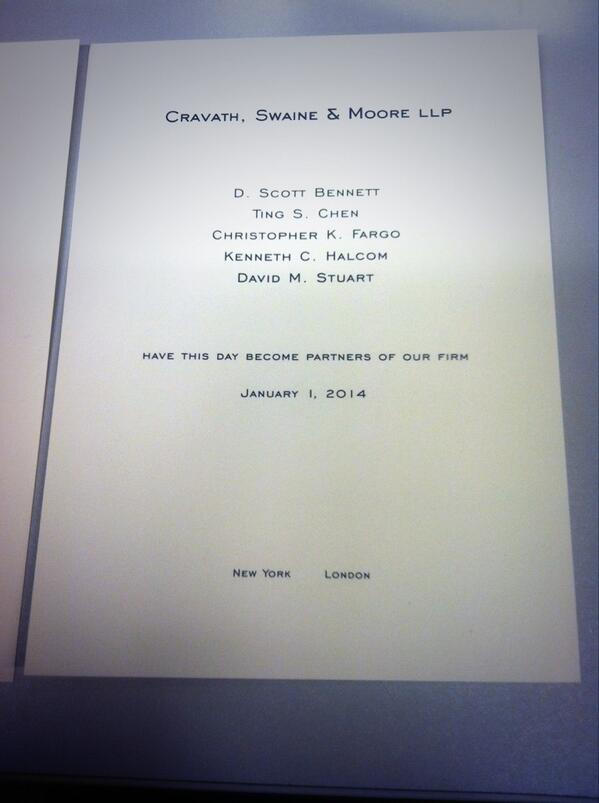 Cravath, Swaine & Moore LLP
D. Scott Bennett
Ting S. Chen
Christopher K. Fargo
Kenneth C. Halcom
David M. Stuart
have this day become partners of our firm
January 1, 2014
New York London